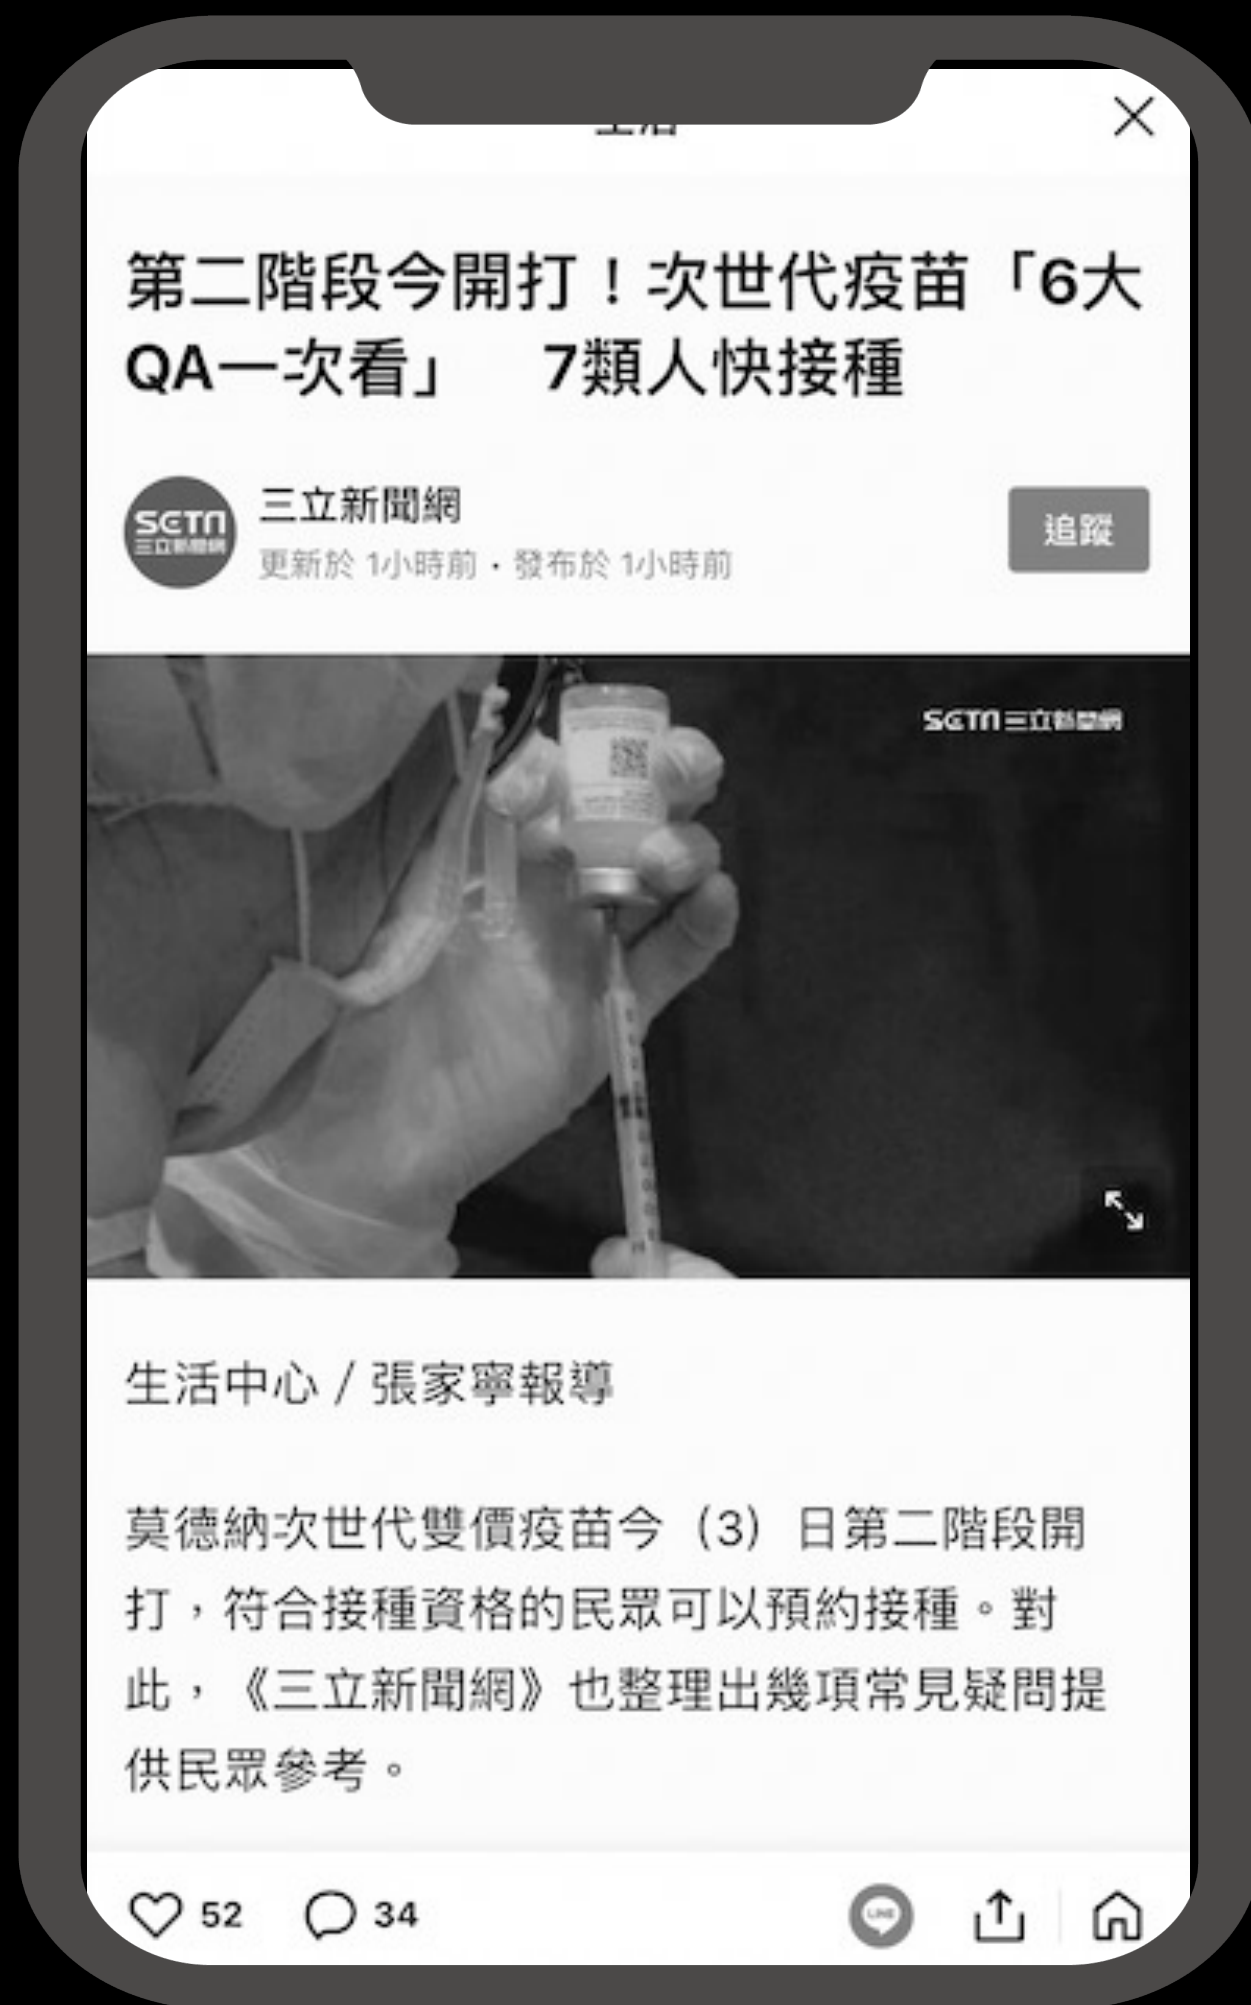 生活
第二階段今開打！次世代疫苗「6大
QA一次看」　7類人快接種
SETN
三立新聞網
三立新聞網
更新於 1小時前・發布於 1小時前
追蹤
SETN三立新聞網
生活中心 / 張家寧報導
莫德納次世代雙價疫苗今（3）日第二階段開
打，符合接種資格的民眾可以預約接種。對
此，《三立新聞網》也整理出幾項常見疑問提
供民眾參考。
52
34
LINE